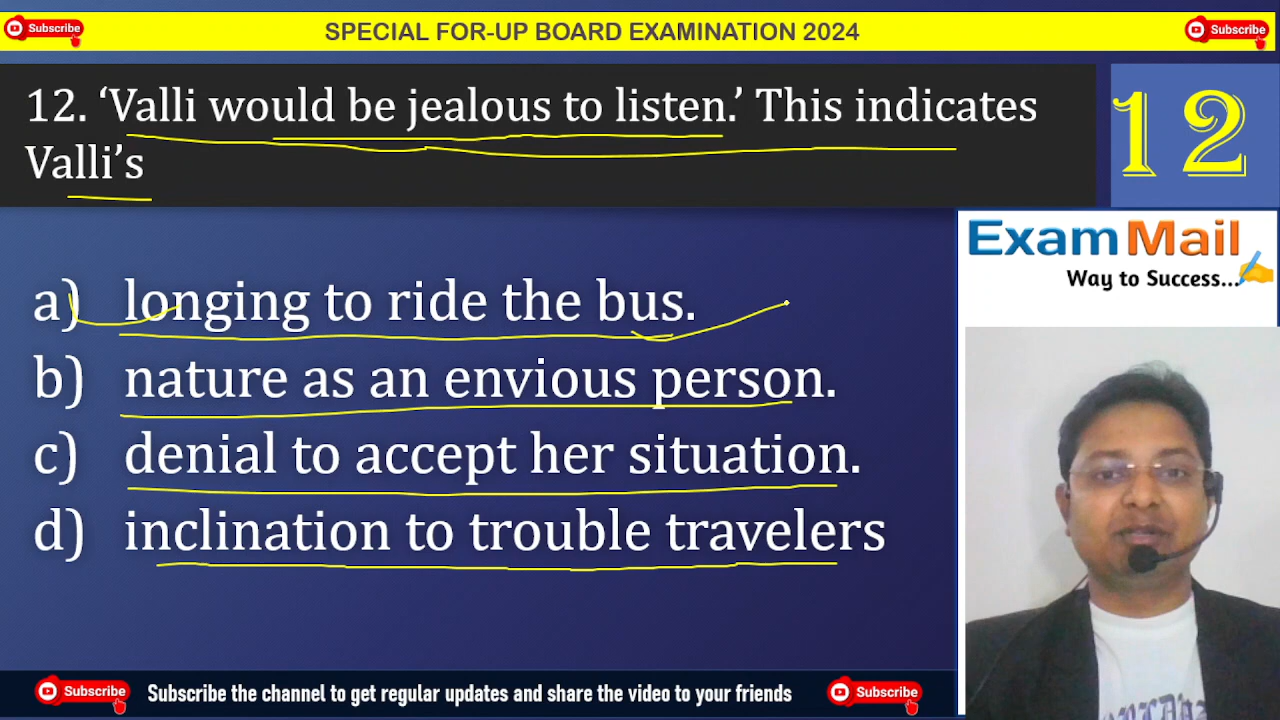 Subscribe
SPECIAL FOR-UP BOARD EXAMINATION 2024
Subscribe
12. ‘Valli would be jealous to listen.’ This indicates
Valli’s
12
ExamMail
Way to Success...
a) longing to ride the bus.
b) nature as an envious person.
c) denial to accept her situation.
d) inclination to trouble travelers
Subscribe
Subscribe the channel to get regular updates and share the video to your friends
Subscribe